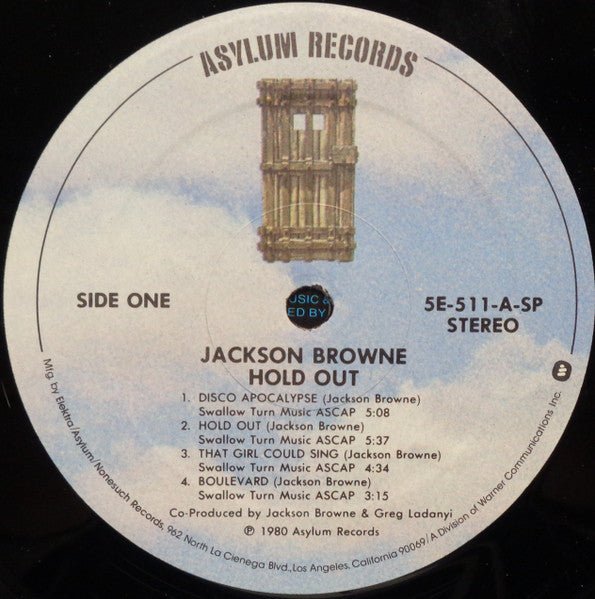 ASYLUM RECORDS
SIDE ONE
5E-511-A-SP
STEREO
USIC &
ED BY
JACKSON BROWNE
HOLD OUT
1. DISCO APOCALYPSE (Jackson Browne)
Swallow Turn Music ASCAP 5:08
2. HOLD OUT (Jackson Browne)
Swallow Turn Music ASCAP 5:37
3. THAT GIRL COULD SING (Jackson Browne)
Swallow Turn Music ASCAP 4:34
4. BOULEVARD (Jackson Browne)
Swallow Turn Music ASCAP 3:15
Co-Produced by Jackson Browne & Greg Ladanyi
℗ 1980 Asylum Records
Mfg. by Elektra/Asylum/Nonesuch Records, 962 North La Cienega Blvd., Los Angeles, California 90069/A Division of Warner Communications Inc.